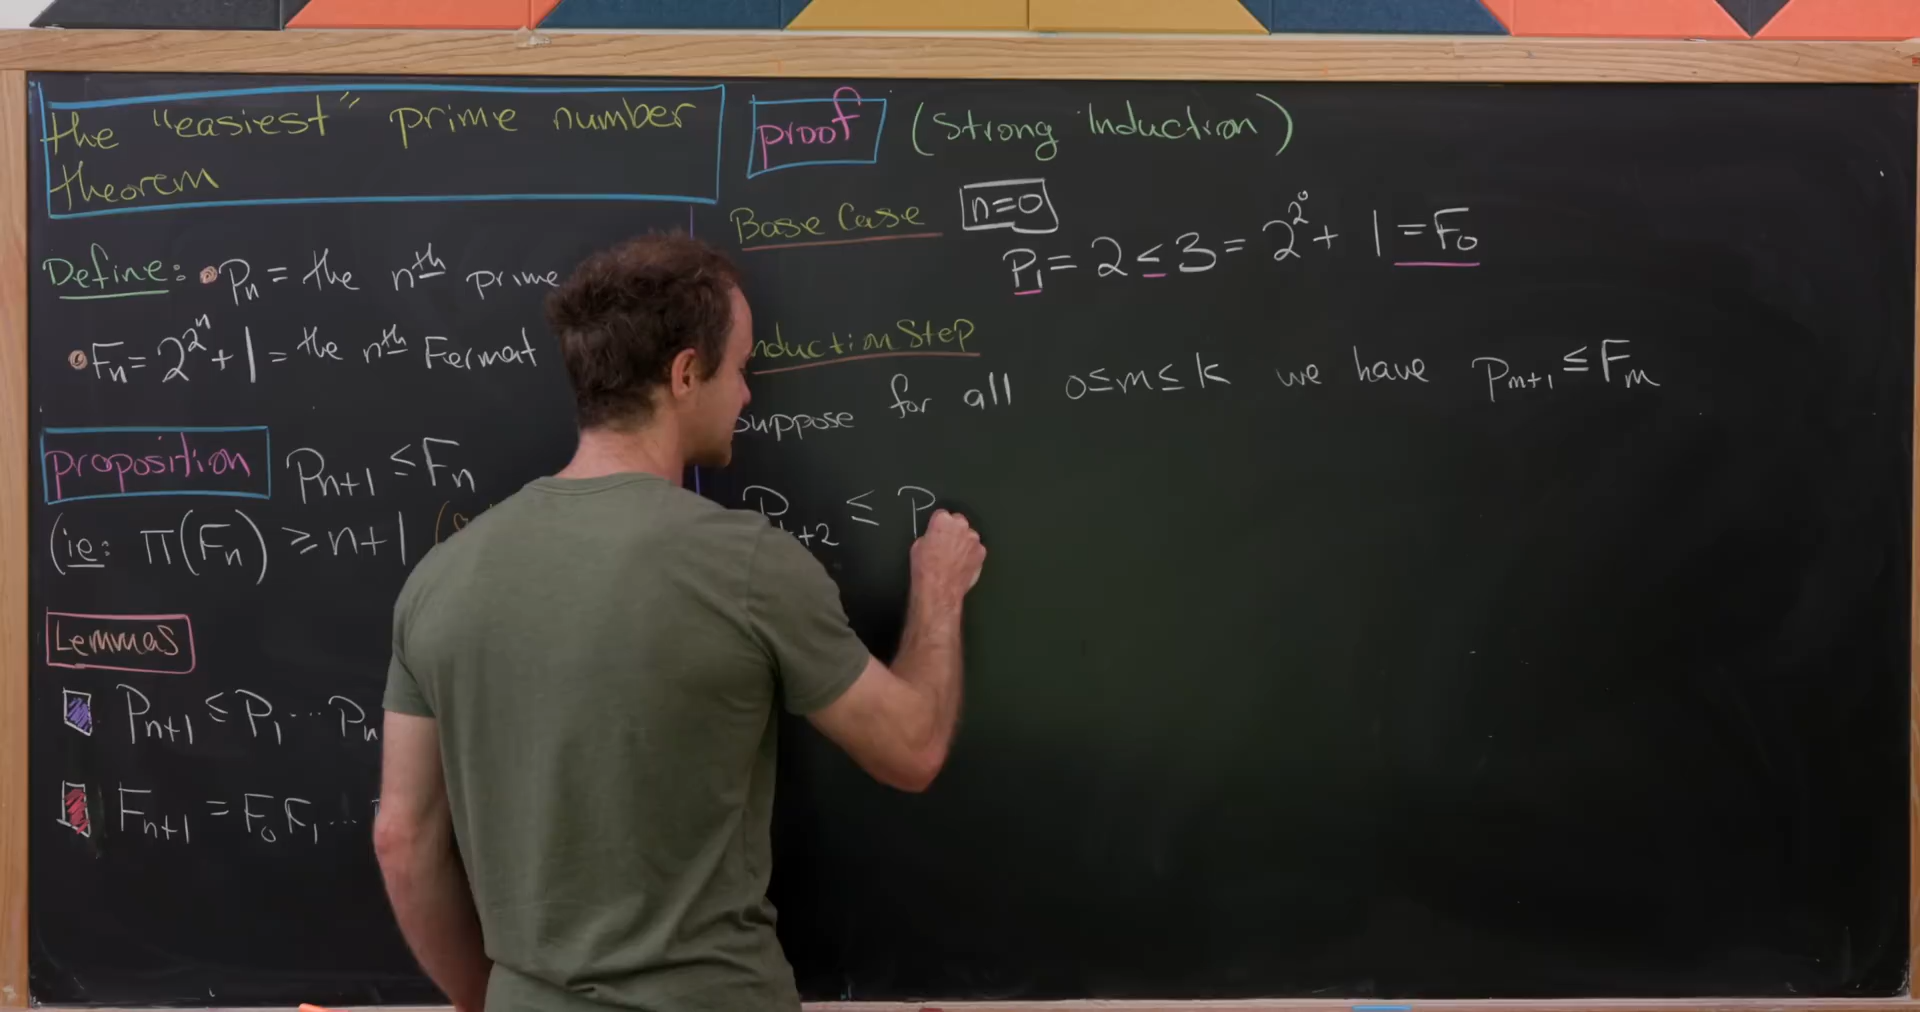 the "easiest" prime number
theorem
Define: • Pₙ = the nᵗʰ prime
• Fₙ = 2^(2^n) + 1 = the nᵗʰ Fermat
proposition Pₙ₊₁ ≤ Fₙ
(ie: π(Fₙ) ≥ n+1 (
Lemmas
Pₙ₊₁ ≤ P₁ ⋯ Pₙ
Fₙ₊₁ = F₀F₁ ⋯
proof (Strong Induction)
Base Case n=0
P₁ = 2 ≤ 3 = 2^(2^0) + 1 = F₀
nduction Step
Suppose for all 0≤m≤k we have Pₘ₊₁ ≤ Fₘ
P +2 ≤ P